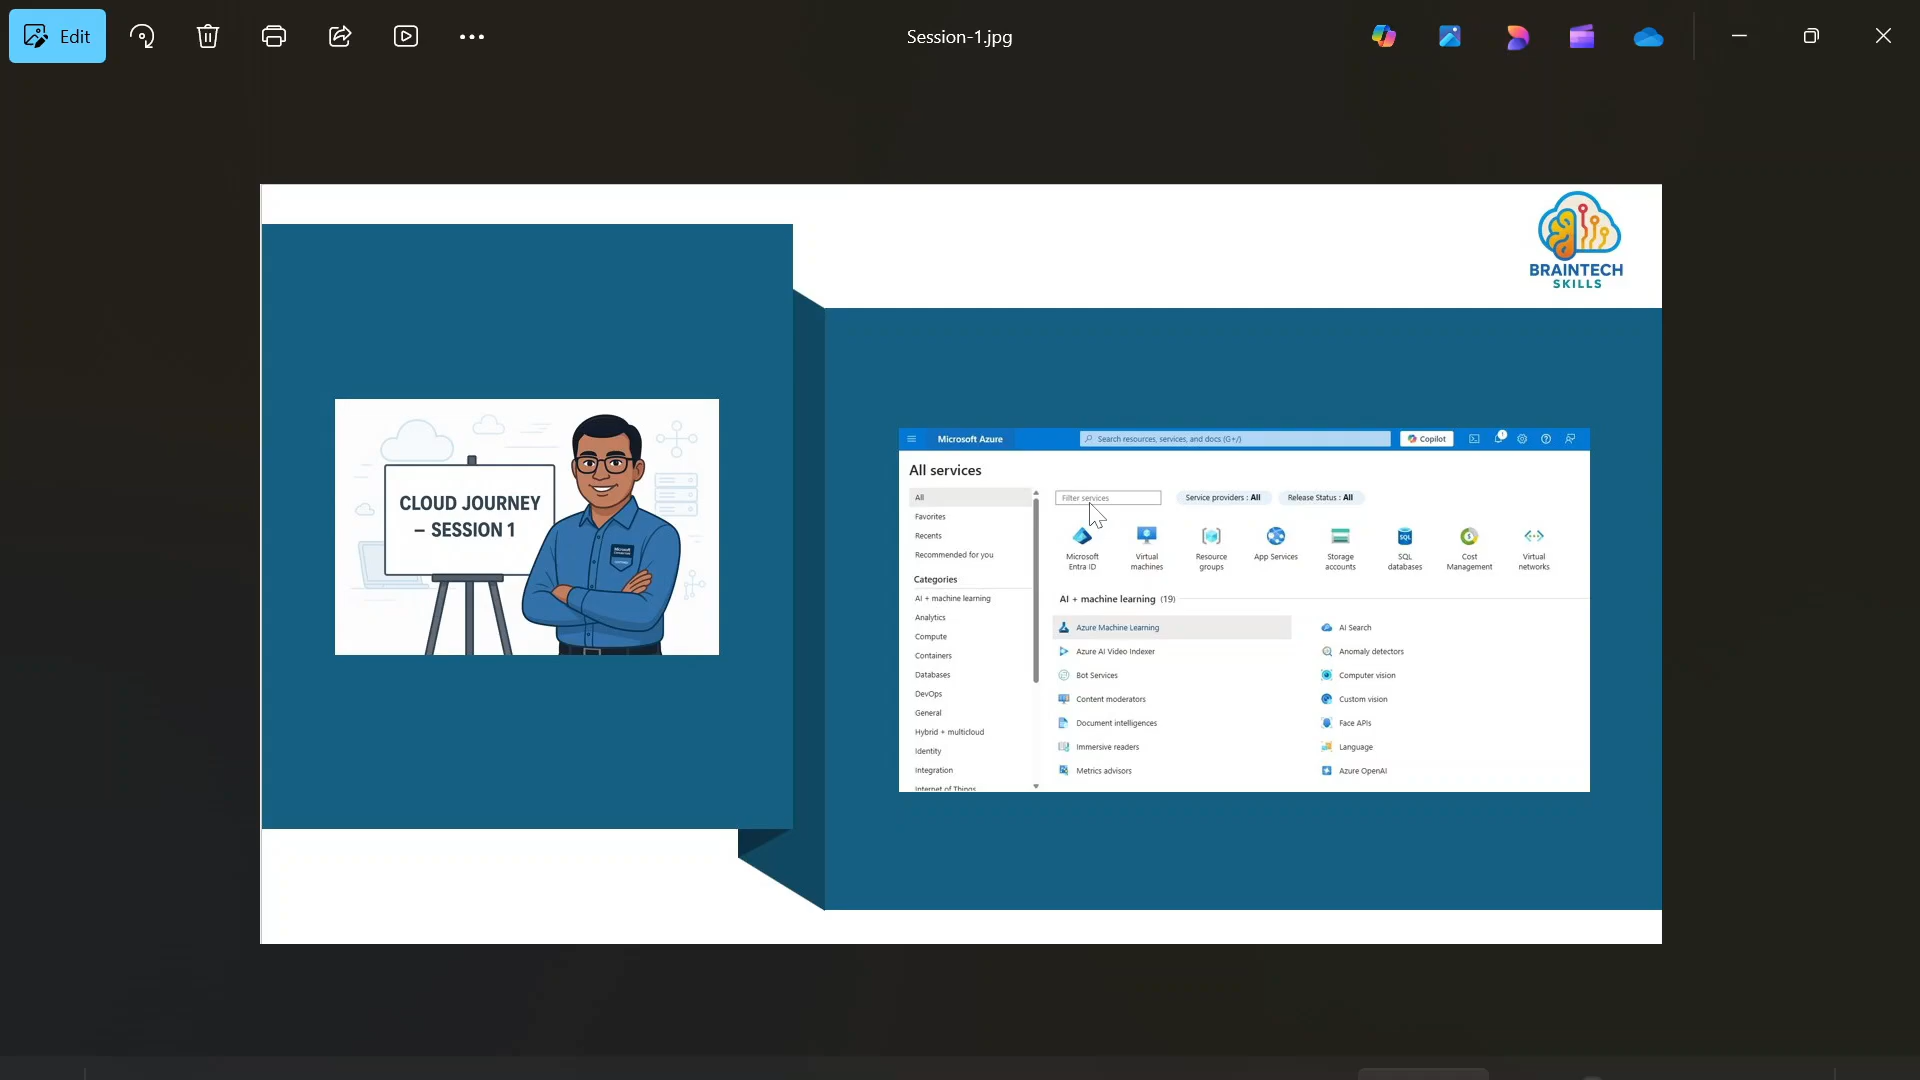 Edit
Session-1.jpg
BRAINTECH
SKILLS
CLOUD JOURNEY
– SESSION 1
Microsoft Azure
Search resources, services, and docs (G+/)
Copilot
1
All services
All
Favorites
Recents
Recommended for you
Categories
AI + machine learning
Analytics
Compute
Containers
Databases
DevOps
General
Hybrid + multicloud
Identity
Integration
Internet of Things
Filter services
Service providers : All
Release Status : All
Microsoft
Entra ID
Virtual
machines
Resource
groups
App Services
Storage
accounts
SQL
SQL
databases
Cost
Management
Virtual
networks
AI + machine learning (19)
Azure Machine Learning
Azure AI Video Indexer
Bot Services
Content moderators
Document intelligences
Immersive readers
Metrics advisors
AI Search
Anomaly detectors
Computer vision
Custom vision
Face APIs
Language
Azure OpenAI